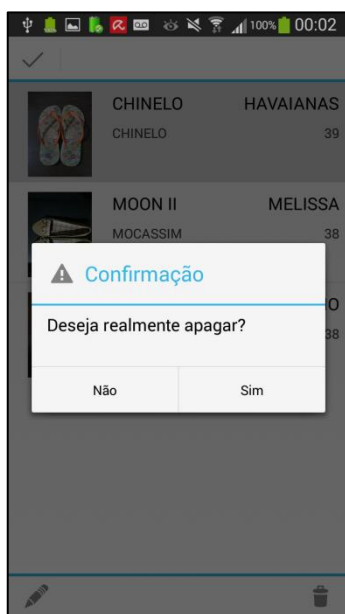 100% 00:02
CHINELO HAVAIANAS
CHINELO 39
MOON II MELISSA
MOCASSIM 38
O
38
Confirmação
Deseja realmente apagar?
Não Sim